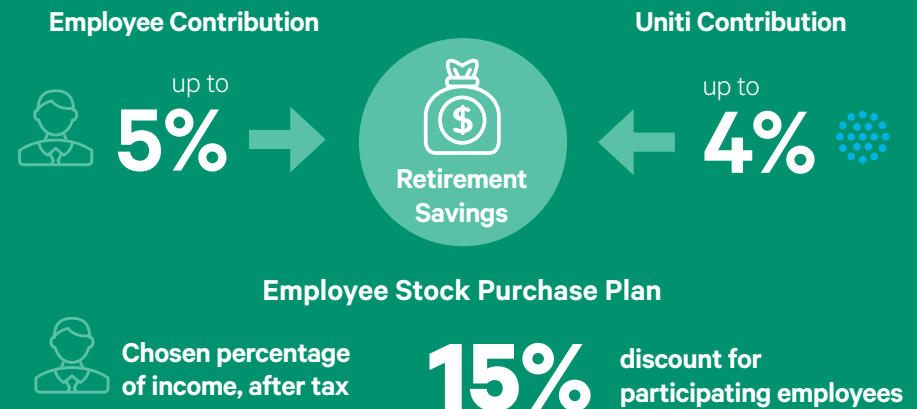 Employee Contribution
Uniti Contribution
up to
5%
$
Retirement
Savings
up to
4%
Employee Stock Purchase Plan
Chosen percentage
of income, after tax
15%
discount for
participating employees